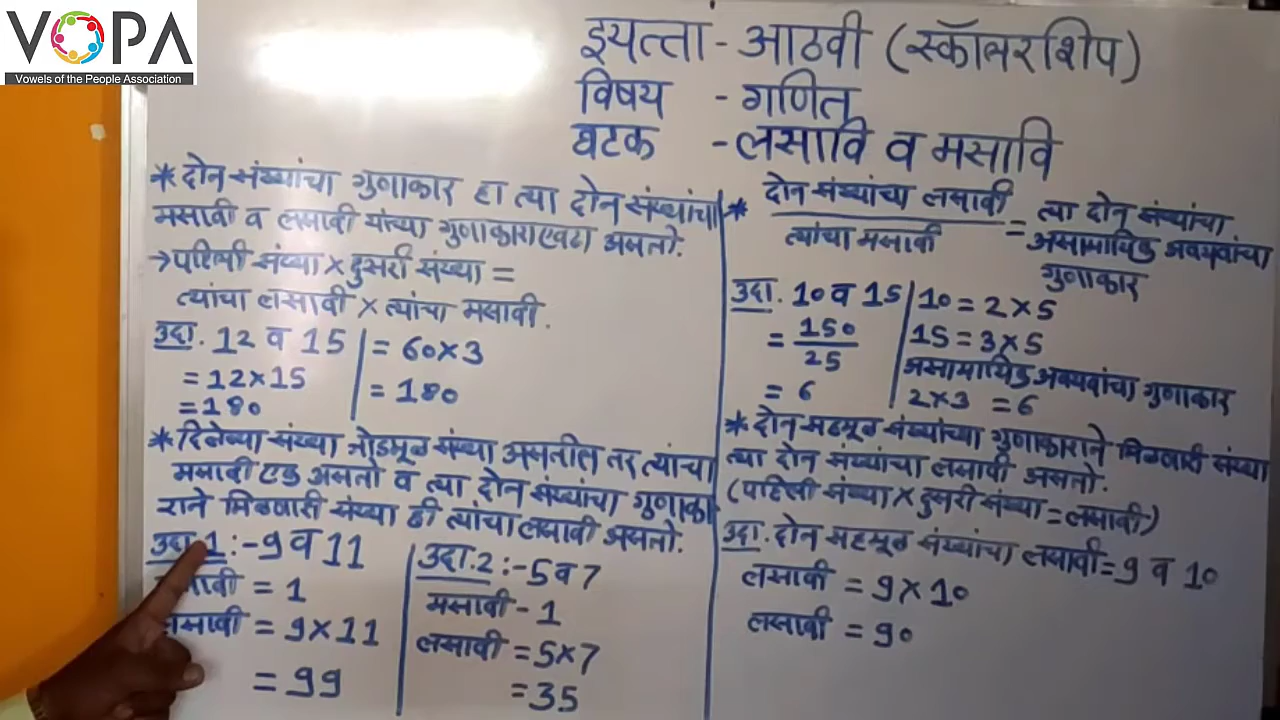 VOPA
Vowels of the People Association
इयत्ता - आठवी (स्कॉलरशिप)
विषय - गणित
घटक - लसावि व मसावि
* दोन संख्यांचा गुणाकार हा त्या दोन संख्यांचा
मसावी व लसावी यांच्या गुणाकाराएवढा असतो.
→ पहिली संख्या × दुसरी संख्या =
त्यांचा लसावी × त्यांचा मसावी.
उदा. 12 व 15
= 12×15
= 180
= 60×3
= 180
* दिलेल्या संख्या जोडमूळ संख्या असतील तर त्यांचा
मसावी एक असतो व त्या दोन संख्यांचा गुणाका
राने मिळणारी संख्या ही त्यांचा लसावी असतो.
उदा.1 :- 9 व 11
सावी = 1
लसावी = 9×11
= 99
उदा.2 :- 5 व 7
मसावी - 1
लसावी = 5×7
= 35
* दोन संख्यांचा लसावी
त्यांचा मसावी
= त्या दोन संख्यांचा
असामायिक अवयवांचा
गुणाकार
उदा. 10 व 15
= 150
25
= 6
10 = 2×5
15 = 3×5
असामायिक अवयवांचा गुणाकार
2×3 = 6
* दोन सहमूळ संख्यांच्या गुणाकाराने मिळणारी संख्या
त्या दोन संख्यांचा लसावी असतो.
(पहिली संख्या × दुसरी संख्या = लसावी)
उदा. दोन सहमूळ संख्यांचा लसावी = 9 व 10
लसावी = 9×10
लसावी = 90